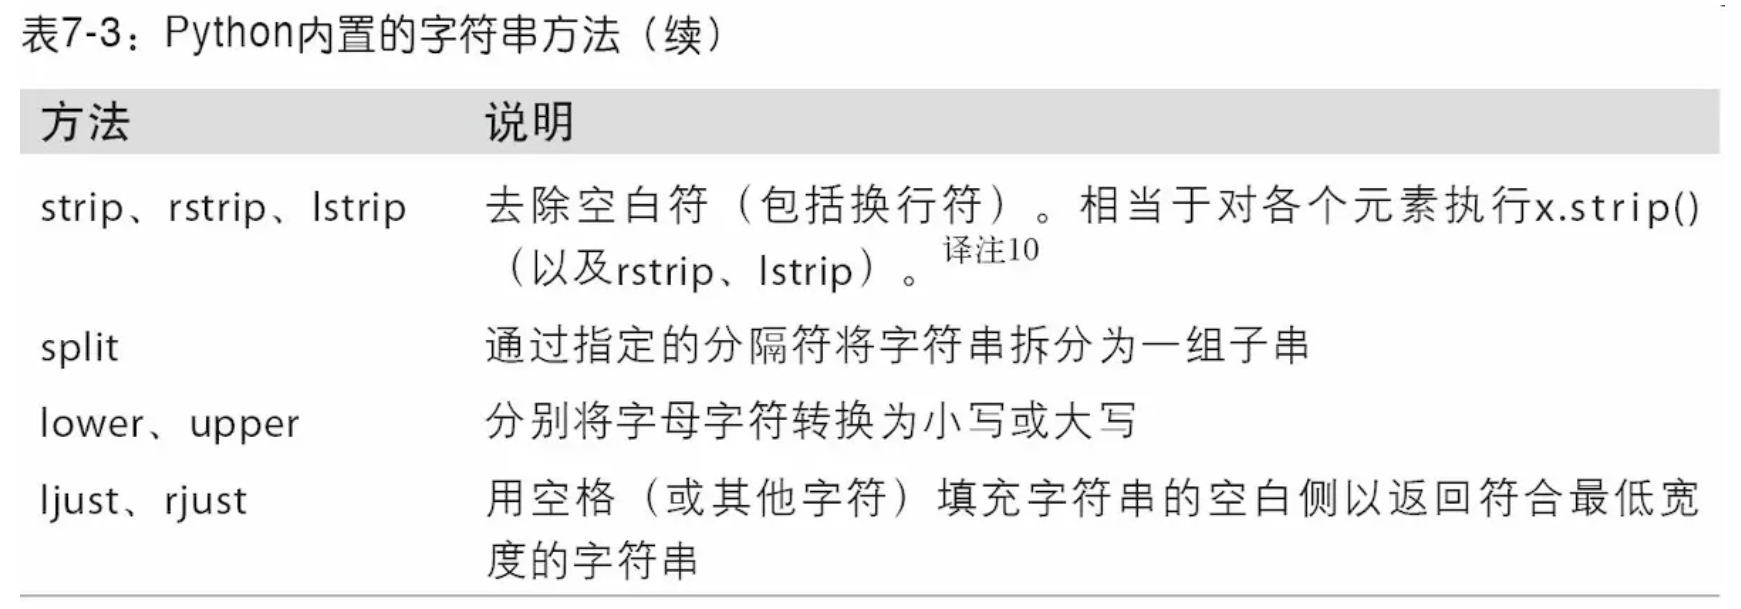 表7-3：Python内置的字符串方法（续）
方法 说明
strip、rstrip、lstrip 去除空白符（包括换行符）。相当于对各个元素执行x.strip()
（以及rstrip、lstrip）。译注10
split 通过指定的分隔符将字符串拆分为一组子串
lower、upper 分别将字母字符转换为小写或大写
ljust、rjust 用空格（或其他字符）填充字符串的空白侧以返回符合最低宽
度的字符串